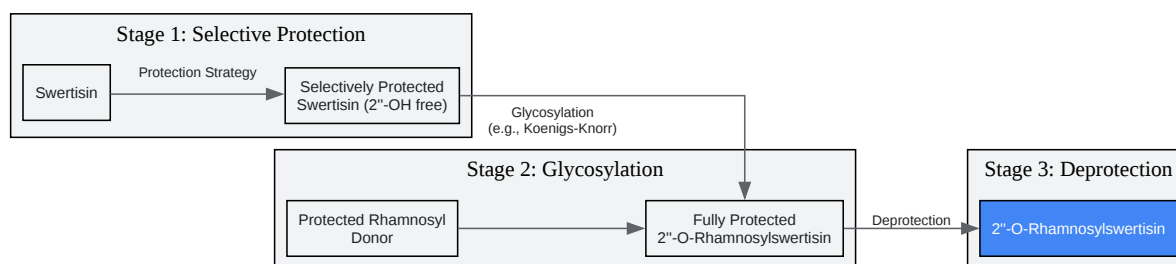 Stage 1: Selective Protection
Swertisin
Protection Strategy
Selectively Protected
Swertisin (2''-OH free)
Glycosylation
(e.g., Koenigs-Knorr)
Stage 2: Glycosylation
Protected Rhamnosyl
Donor
Fully Protected
2''-O-Rhamnosylswertisin
Deprotection
Stage 3: Deprotection
2''-O-Rhamnosylswertisin